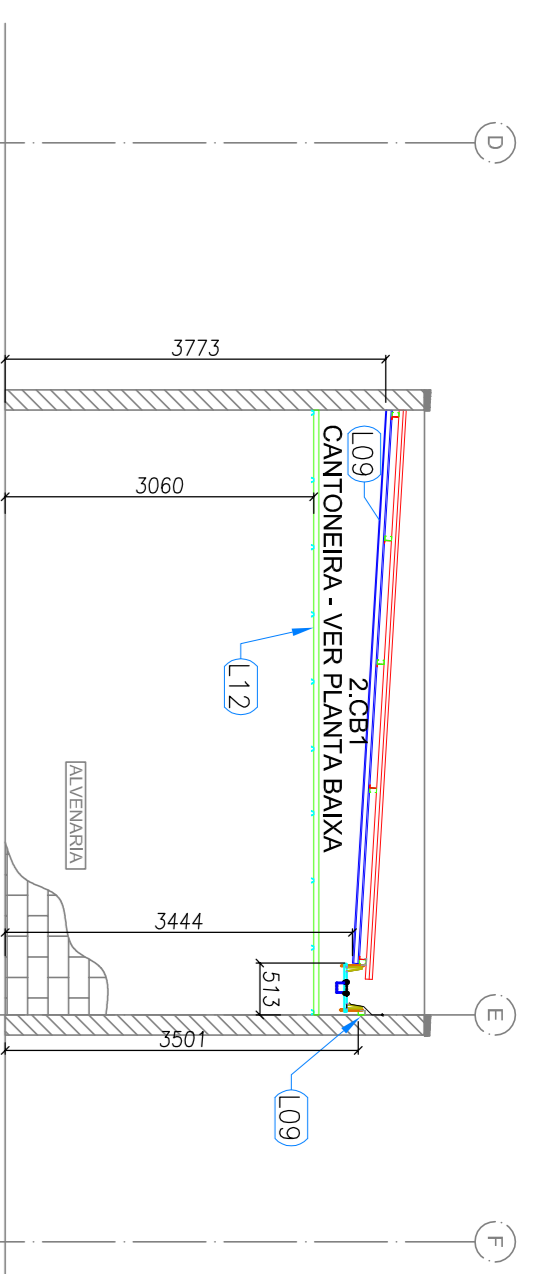 D
3773
L09
CANTONEIRA - VER PLANTA BAIXA
3060
2.CB1
L12
ALVENARIA
3444
513
E
3501
L09
F